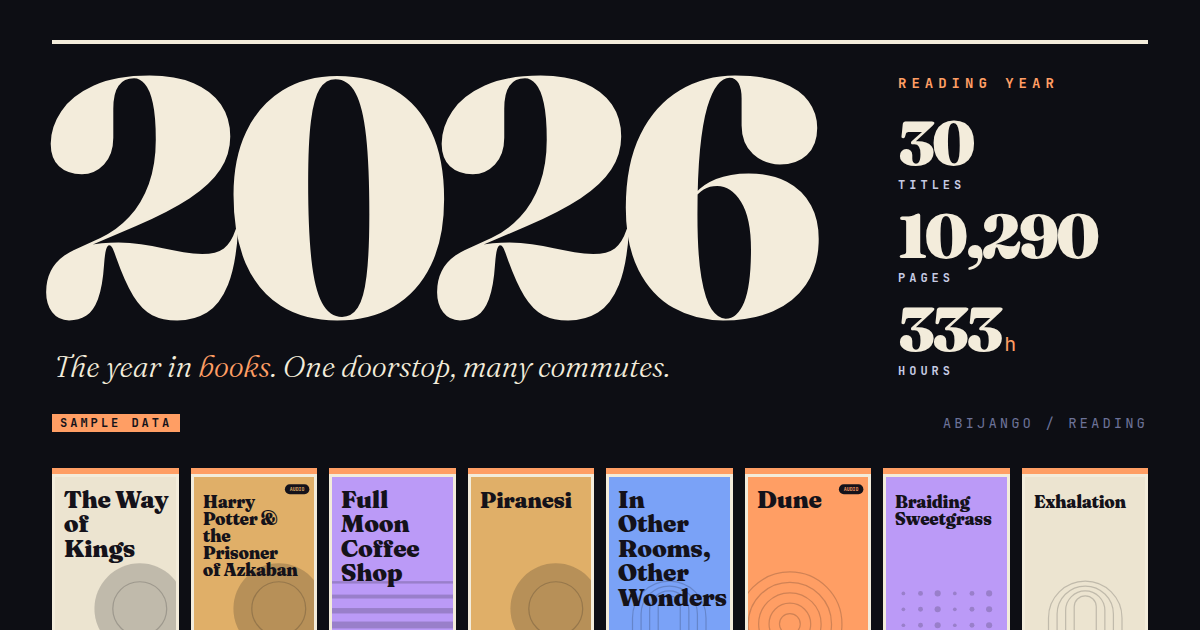 2026
READING YEAR
30
TITLES
10,290
PAGES
333h
HOURS
The year in books. One doorstop, many commutes.
SAMPLE DATA
ABIJANGO / READING
The Way
of
Kings
AUDIO
Harry
Potter &
the
Prisoner
of Azkaban
Full
Moon
Coffee
Shop
Piranesi
In
Other
Rooms,
Other
Wonders
AUDIO
Dune
Braiding
Sweetgrass
Exhalation